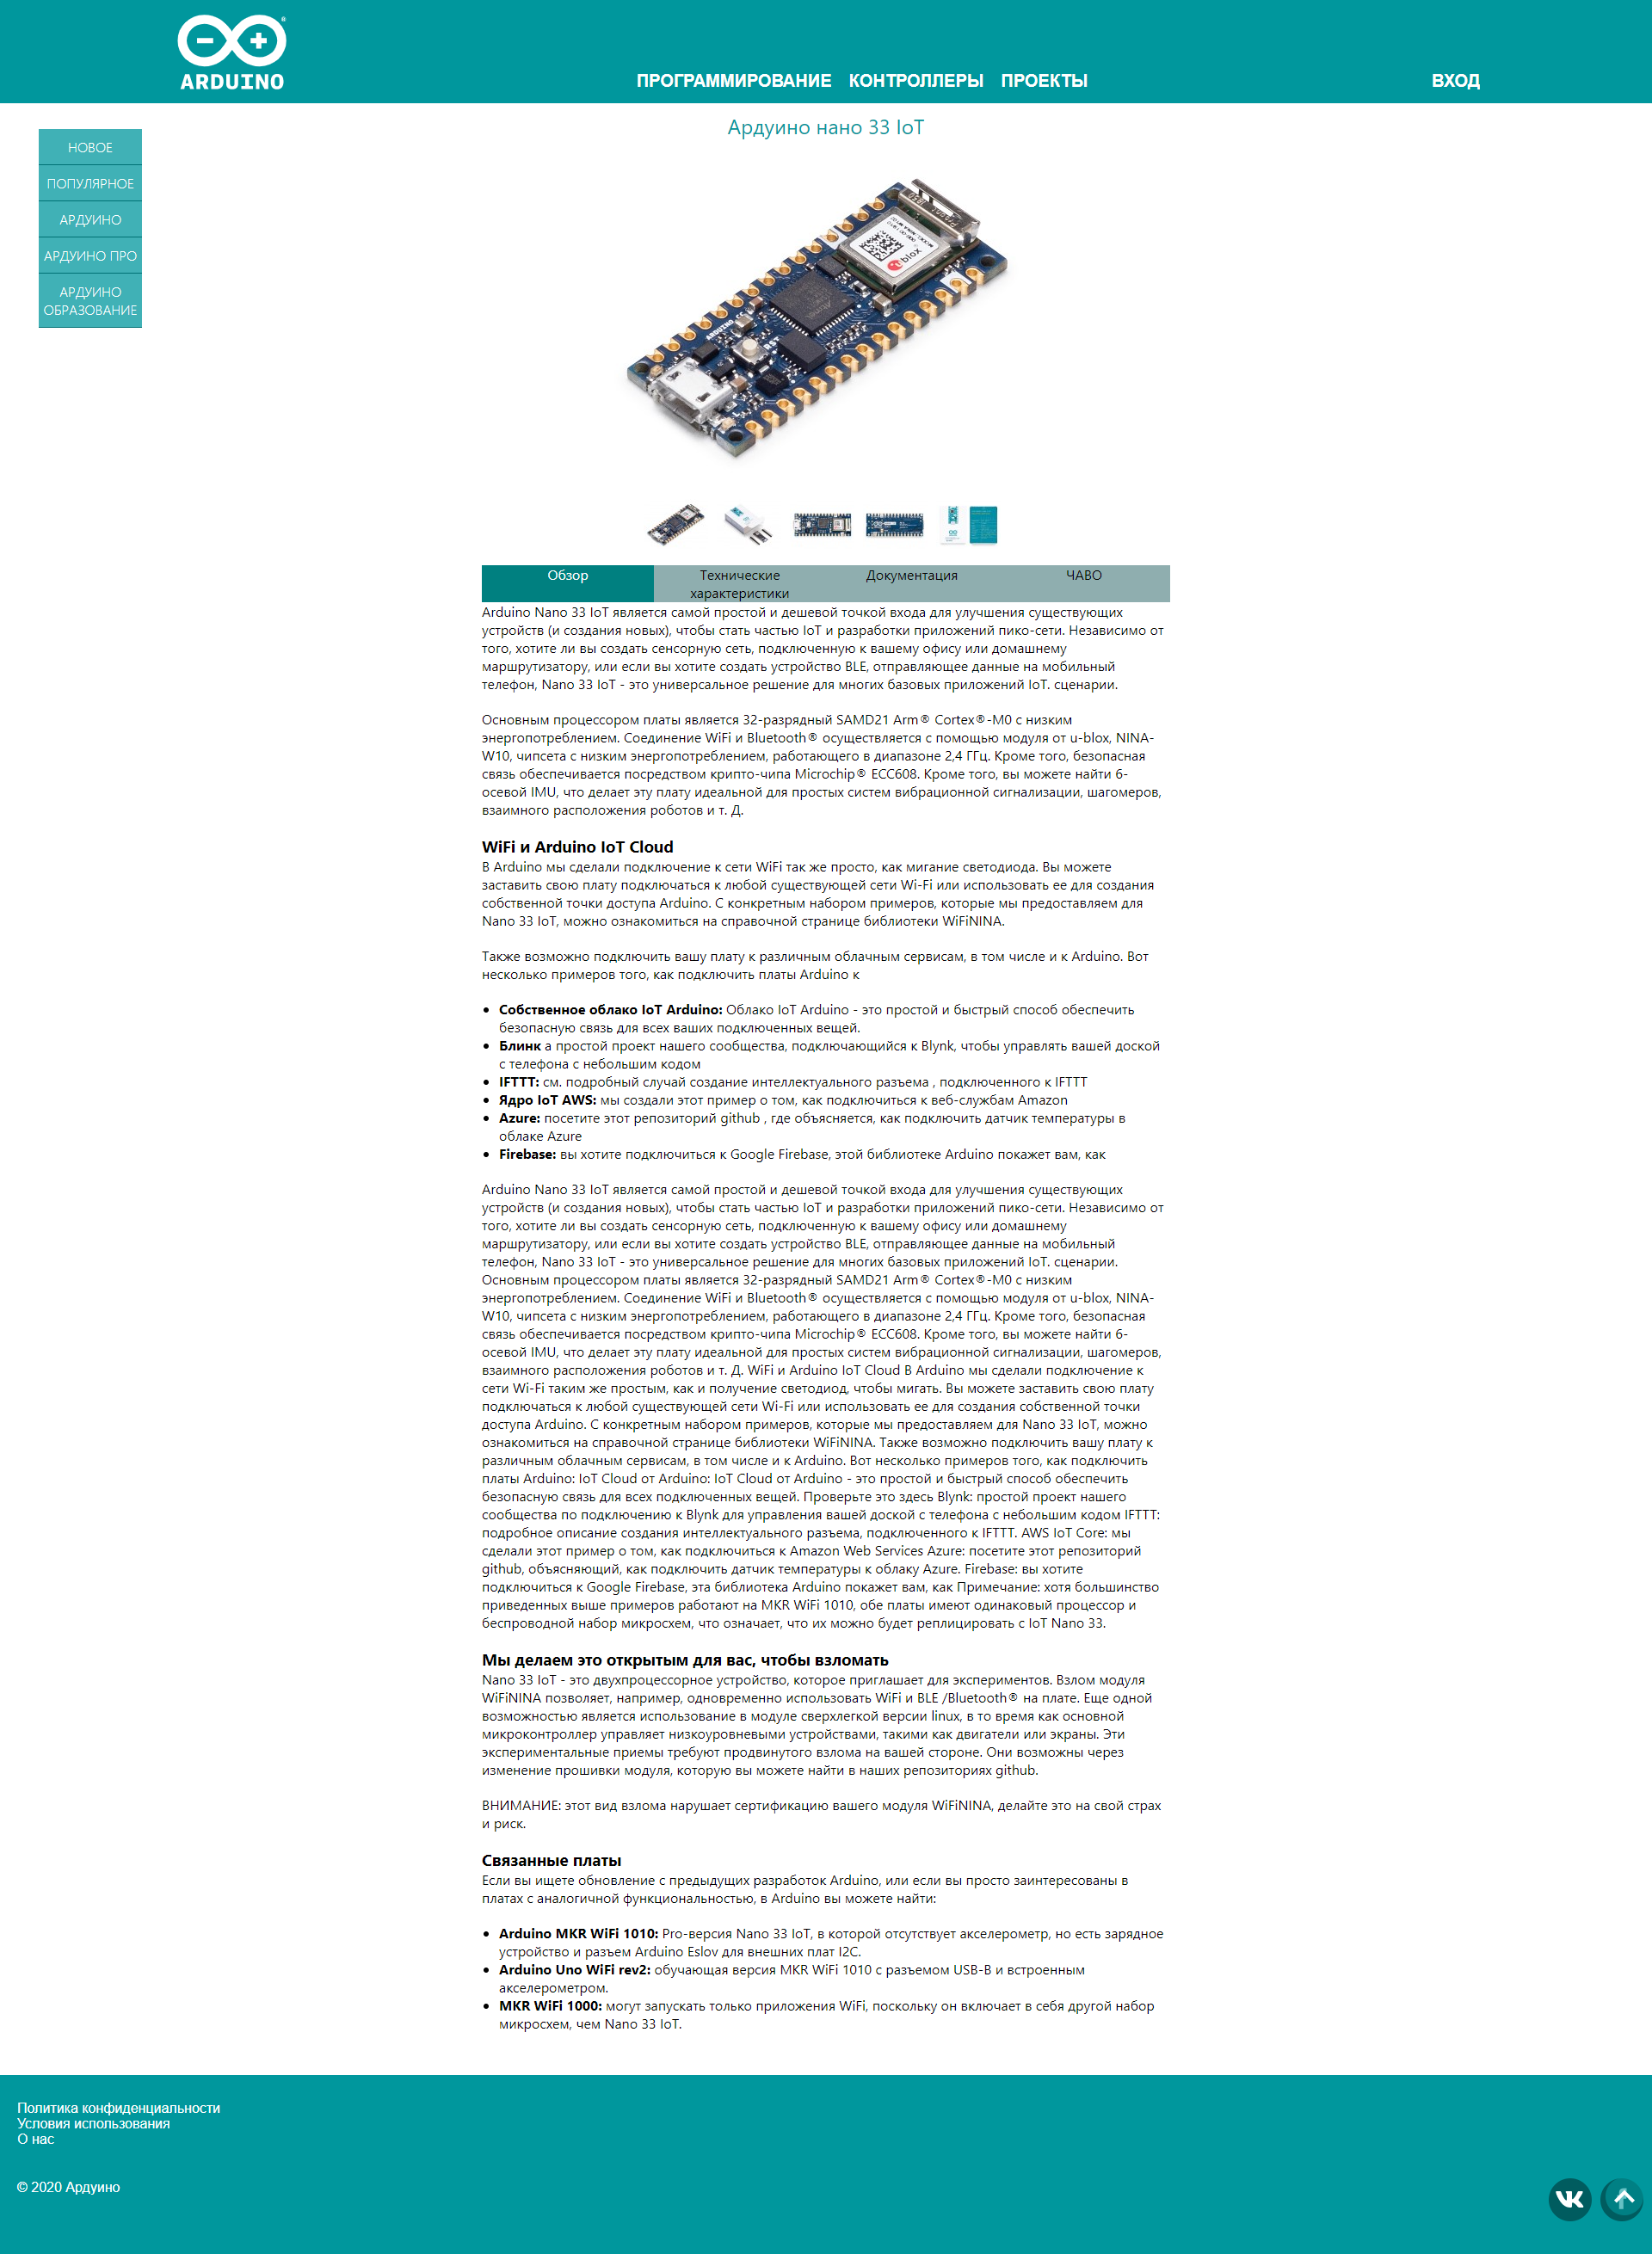 ARDUINO
ПРОГРАММИРОВАНИЕ КОНТРОЛЛЕРЫ ПРОЕКТЫ
ВХОД
Ардуино нано 33 IoT
НОВОЕ
ПОПУЛЯРНОЕ
АРДУИНО
АРДУИНО ПРО
АРДУИНО
ОБРАЗОВАНИЕ
blox
Обзор
Технические
характеристики
Документация
ЧАВО
Arduino Nano 33 IoT является самой простой и дешевой точкой входа для улучшения существующих
устройств (и создания новых), чтобы стать частью IoT и разработки приложений пико-сети. Независимо от
того, хотите ли вы создать сенсорную сеть, подключенную к вашему офису или домашнему
маршрутизатору, или если вы хотите создать устройство BLE, отправляющее данные на мобильный
телефон, Nano 33 IoT - это универсальное решение для многих базовых приложений IoT. сценарии.
Основным процессором платы является 32-разрядный SAMD21 Arm® Cortex®-M0 с низким
энергопотреблением. Соединение WiFi и Bluetooth® осуществляется с помощью модуля от u-blox, NINA-
W10, чипсета с низким энергопотреблением, работающего в диапазоне 2,4 ГГц. Кроме того, безопасная
связь обеспечивается посредством крипто-чипа Microchip® ECC608. Кроме того, вы можете найти 6-
осевой IMU, что делает эту плату идеальной для простых систем вибрационной сигнализации, шагомеров,
взаимного расположения роботов и т. Д.
WiFi и Arduino IoT Cloud
В Arduino мы сделали подключение к сети WiFi так же просто, как мигание светодиода. Вы можете
заставить свою плату подключаться к любой существующей сети Wi-Fi или использовать ее для создания
собственной точки доступа Arduino. С конкретным набором примеров, которые мы предоставляем для
Nano 33 IoT, можно ознакомиться на справочной странице библиотеки WiFiNINA.
Также возможно подключить вашу плату к различным облачным сервисам, в том числе и к Arduino. Вот
несколько примеров того, как подключить платы Arduino к
• Собственное облако IoT Arduino: Облако IoT Arduino - это простой и быстрый способ обеспечить
безопасную связь для всех ваших подключенных вещей.
• Блинк а простой проект нашего сообщества, подключающийся к Blynk, чтобы управлять вашей доской
с телефона с небольшим кодом
• IFTTT: см. подробный случай создание интеллектуального разъема , подключенного к IFTTT
• Ядро IoT AWS: мы создали этот пример о том, как подключиться к веб-службам Amazon
• Azure: посетите этот репозиторий github , где объясняется, как подключить датчик температуры в
облаке Azure
• Firebase: вы хотите подключиться к Google Firebase, этой библиотеке Arduino покажет вам, как
Arduino Nano 33 IoT является самой простой и дешевой точкой входа для улучшения существующих
устройств (и создания новых), чтобы стать частью IoT и разработки приложений пико-сети. Независимо от
того, хотите ли вы создать сенсорную сеть, подключенную к вашему офису или домашнему
маршрутизатору, или если вы хотите создать устройство BLE, отправляющее данные на мобильный
телефон, Nano 33 IoT - это универсальное решение для многих базовых приложений IoT. сценарии.
Основным процессором платы является 32-разрядный SAMD21 Arm® Cortex®-M0 с низким
энергопотреблением. Соединение WiFi и Bluetooth® осуществляется с помощью модуля от u-blox, NINA-
W10, чипсета с низким энергопотреблением, работающего в диапазоне 2,4 ГГц. Кроме того, безопасная
связь обеспечивается посредством крипто-чипа Microchip® ECC608. Кроме того, вы можете найти 6-
осевой IMU, что делает эту плату идеальной для простых систем вибрационной сигнализации, шагомеров,
взаимного расположения роботов и т. Д. WiFi и Arduino IoT Cloud В Arduino мы сделали подключение к
сети Wi-Fi таким же простым, как и получение светодиод, чтобы мигать. Вы можете заставить свою плату
подключаться к любой существующей сети Wi-Fi или использовать ее для создания собственной точки
доступа Arduino. С конкретным набором примеров, которые мы предоставляем для Nano 33 IoT, можно
ознакомиться на справочной странице библиотеки WiFiNINA. Также возможно подключить вашу плату к
различным облачным сервисам, в том числе и к Arduino. Вот несколько примеров того, как подключить
платы Arduino: IoT Cloud от Arduino: IoT Cloud от Arduino - это простой и быстрый способ обеспечить
безопасную связь для всех подключенных вещей. Проверьте это здесь Blynk: простой проект нашего
сообщества по подключению к Blynk для управления вашей доской с телефона с небольшим кодом IFTTT:
подробное описание создания интеллектуального разъема, подключенного к IFTTT. AWS IoT Core: мы
сделали этот пример о том, как подключиться к Amazon Web Services Azure: посетите этот репозиторий
github, объясняющий, как подключить датчик температуры к облаку Azure. Firebase: вы хотите
подключиться к Google Firebase, эта библиотека Arduino покажет вам, как Примечание: хотя большинство
приведенных выше примеров работают на MKR WiFi 1010, обе платы имеют одинаковый процессор и
беспроводной набор микросхем, что означает, что их можно будет реплицировать с IoT Nano 33.
Мы делаем это открытым для вас, чтобы взломать
Nano 33 IoT - это двухпроцессорное устройство, которое приглашает для экспериментов. Взлом модуля
WiFiNINA позволяет, например, одновременно использовать WiFi и BLE /Bluetooth® на плате. Еще одной
возможностью является использование в модуле сверхлегкой версии linux, в то время как основной
микроконтроллер управляет низкоуровневыми устройствами, такими как двигатели или экраны. Эти
экспериментальные приемы требуют продвинутого взлома на вашей стороне. Они возможны через
изменение прошивки модуля, которую вы можете найти в наших репозиториях github.
ВНИМАНИЕ: этот вид взлома нарушает сертификацию вашего модуля WiFiNINA, делайте это на свой страх
и риск.
Связанные платы
Если вы ищете обновление с предыдущих разработок Arduino, или если вы просто заинтересованы в
платах с аналогичной функциональностью, в Arduino вы можете найти:
• Arduino MKR WiFi 1010: Pro-версия Nano 33 IoT, в которой отсутствует акселерометр, но есть зарядное
устройство и разъем Arduino Eslov для внешних плат I2C.
• Arduino Uno WiFi rev2: обучающая версия MKR WiFi 1010 с разъемом USB-B и встроенным
акселерометром.
• MKR WiFi 1000: могут запускать только приложения WiFi, поскольку он включает в себя другой набор
микросхем, чем Nano 33 IoT.
Политика конфиденциальности
Условия использования
О нас
© 2020 Ардуино